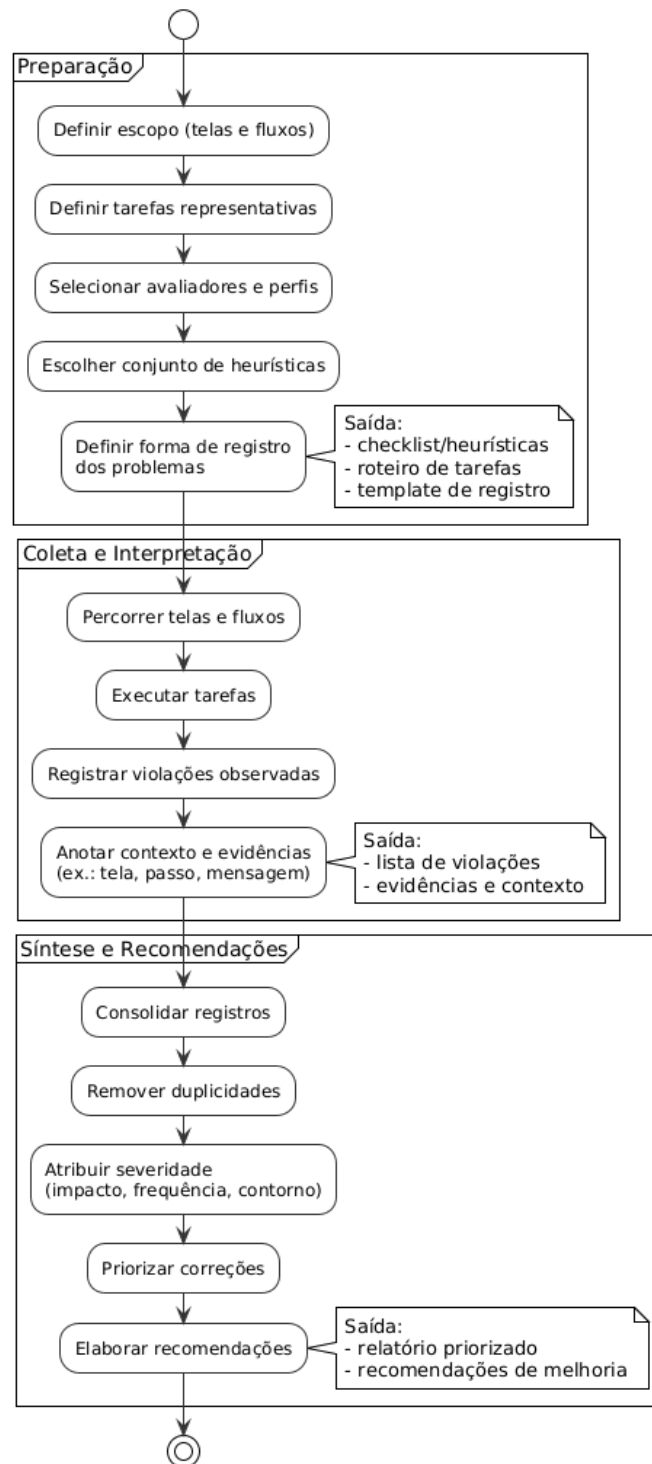 Preparação
Definir escopo (telas e fluxos)
Definir tarefas representativas
Selecionar avaliadores e perfis
Escolher conjunto de heurísticas
Definir forma de registro
dos problemas
Saída:
- checklist/heurísticas
- roteiro de tarefas
- template de registro
Coleta e Interpretação
Percorrer telas e fluxos
Executar tarefas
Registrar violações observadas
Anotar contexto e evidências
(ex.: tela, passo, mensagem)
Saída:
- lista de violações
- evidências e contexto
Síntese e Recomendações
Consolidar registros
Remover duplicidades
Atribuir severidade
(impacto, frequência, contorno)
Priorizar correções
Elaborar recomendações
Saída:
- relatório priorizado
- recomendações de melhoria